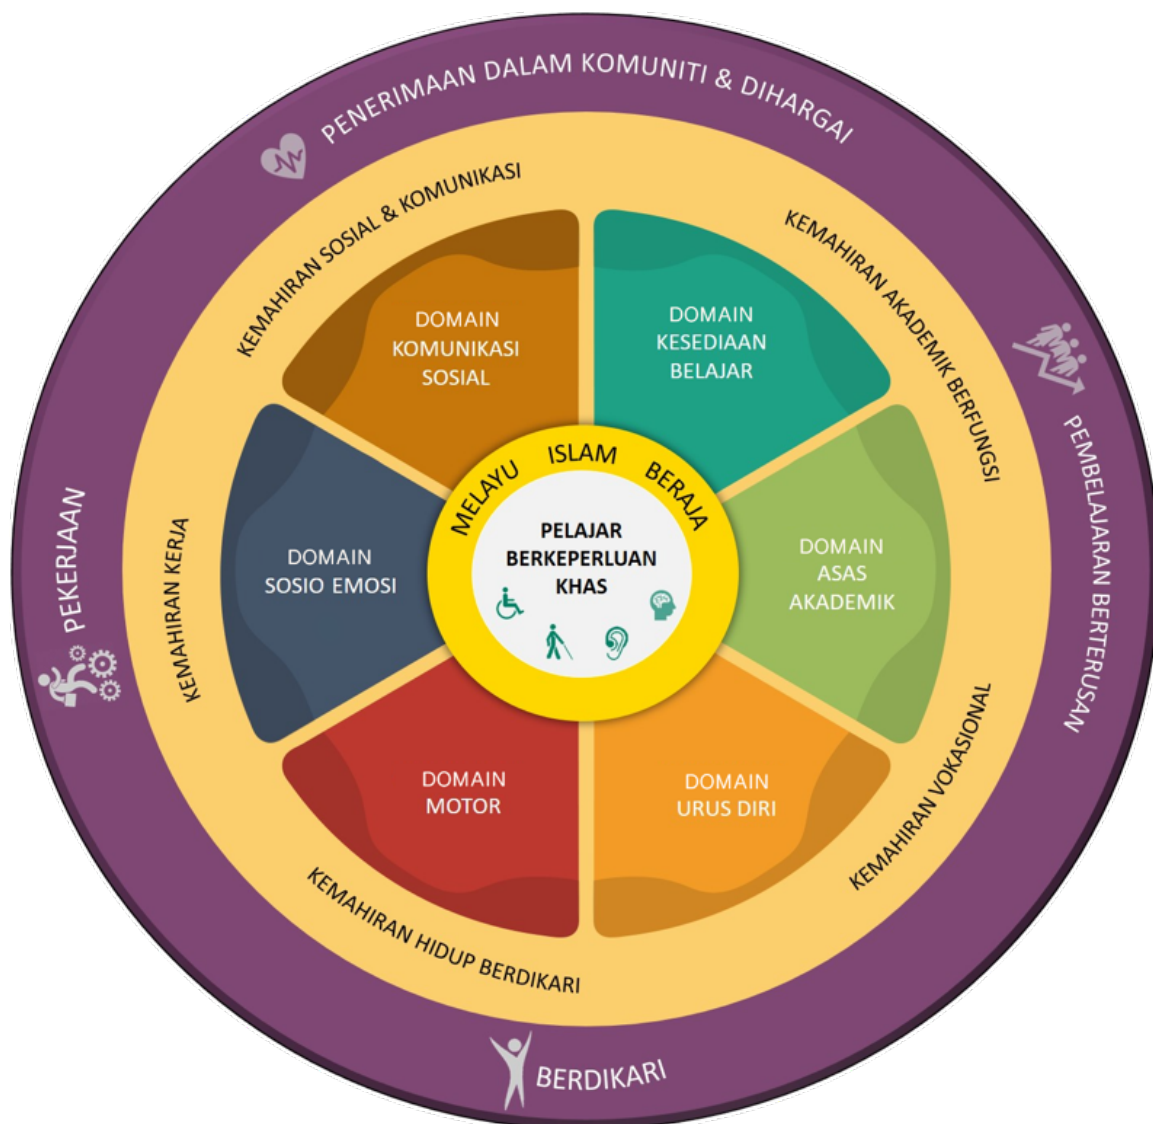 PENERIMAAN DALAM KOMUNITI & DIHARGAI
KEMAHIRAN SOSIAL & KOMUNIKASI
KEMAHIRAN AKADEMIK BERFUNGSI
DOMAIN
KOMUNIKASI
SOSIAL
DOMAIN
KESEDIAAN
BELAJAR
PEMBELAJARAN BERTERUSAN
MELAYU ISLAM BERAJA
PELAJAR
BERKEPERLUAN
KHAS
PEKERJAAN
KEMAHIRAN KERJA
DOMAIN
SOSIO EMOSI
DOMAIN
ASAS
AKADEMIK
DOMAIN
MOTOR
DOMAIN
URUS DIRI
KEMAHIRAN VOKASIONAL
KEMAHIRAN HIDUP BERDIKARI
BERDIKARI